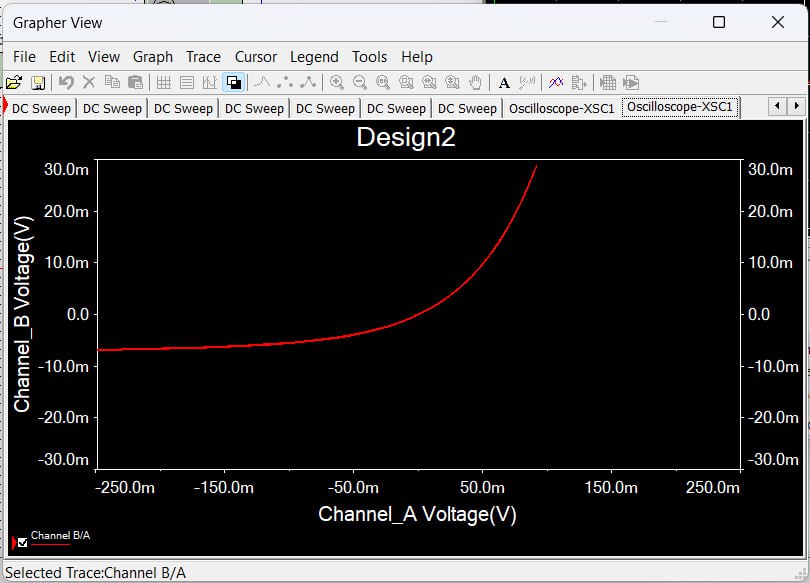 Grapher View
File Edit View Graph Trace Cursor Legend Tools Help
A
DC Sweep DC Sweep DC Sweep DC Sweep DC Sweep DC Sweep DC Sweep Oscilloscope-XSC1 Oscilloscope-XSC1
Design2
30.0m 30.0m
20.0m 20.0m
10.0m 10.0m
0.0 0.0
-10.0m -10.0m
-20.0m -20.0m
-30.0m -30.0m
Channel_B Voltage(V)
-250.0m -150.0m -50.0m 50.0m 150.0m 250.0m
Channel_A Voltage(V)
Channel B/A
Selected Trace:Channel B/A